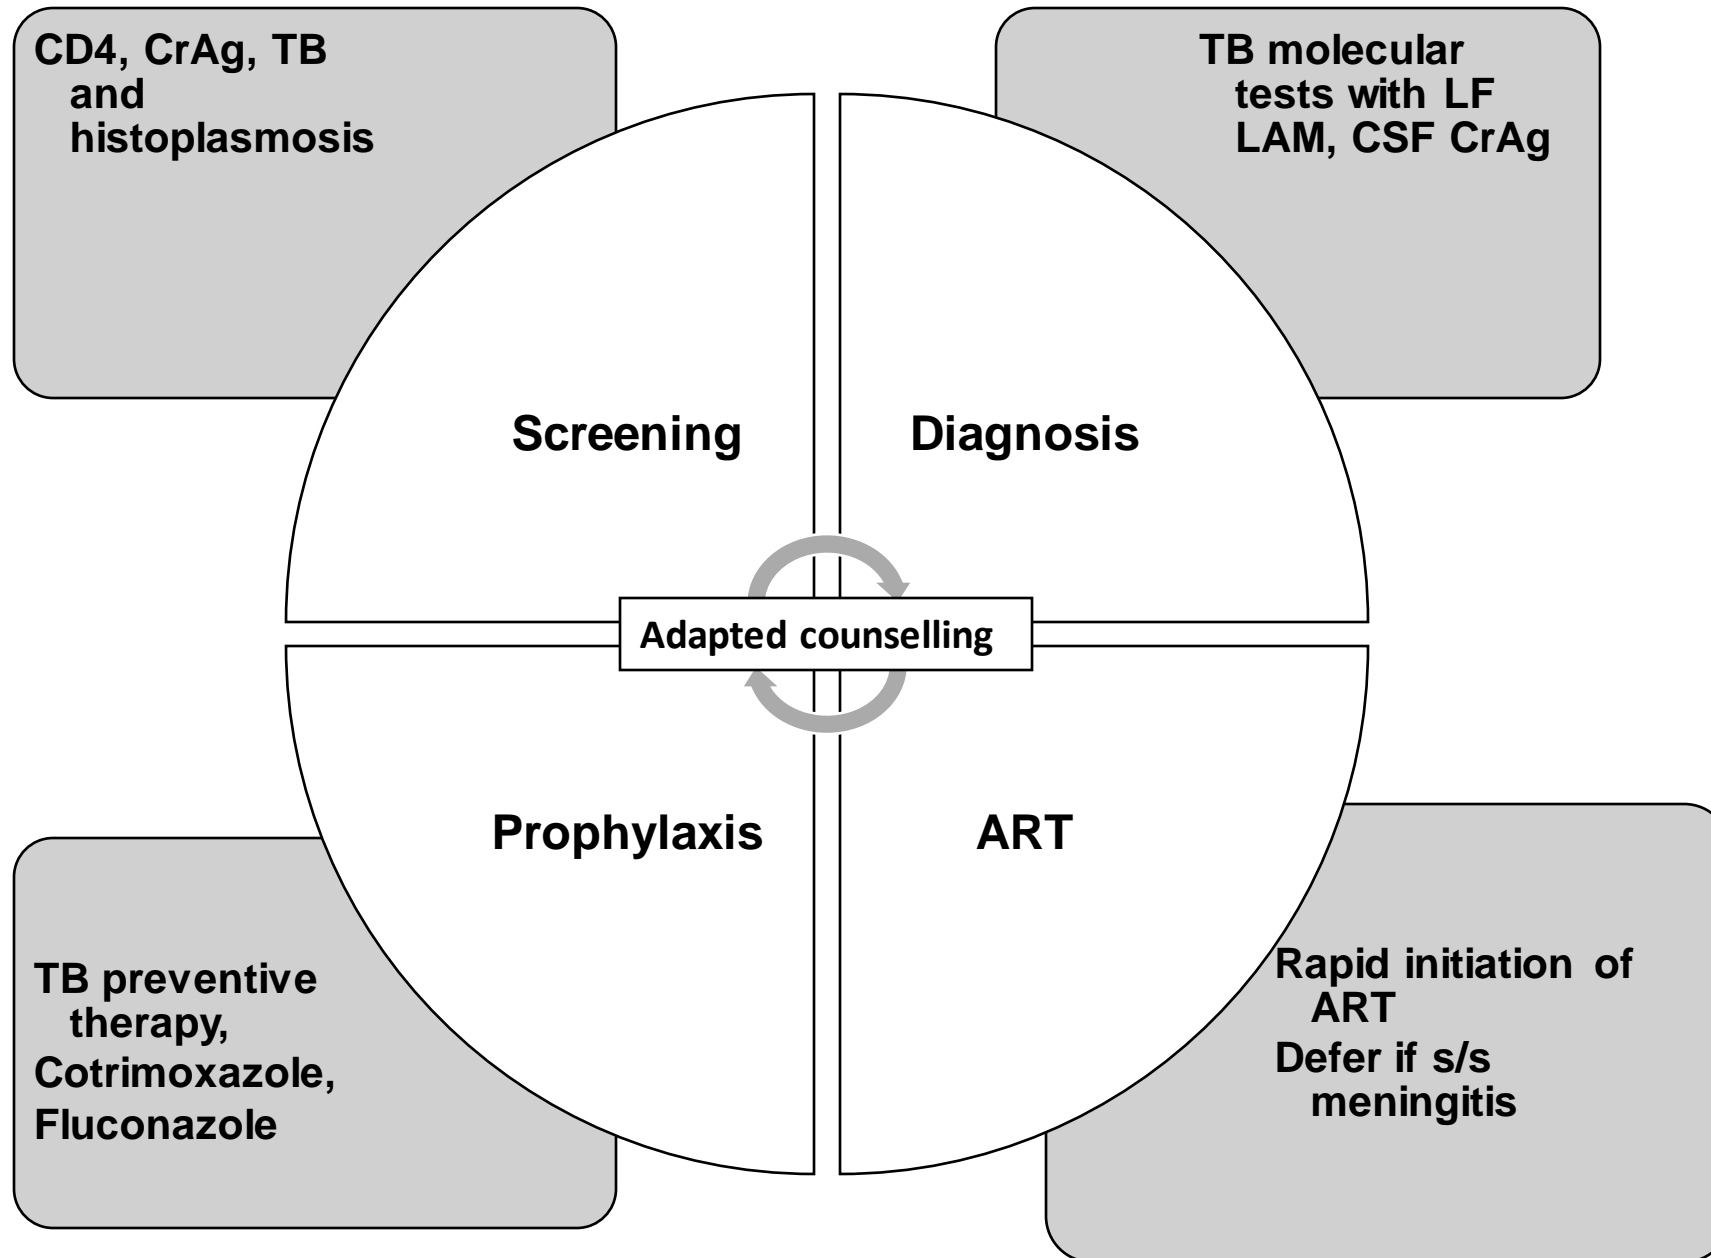 CD4, CrAg, TB
and
histoplasmosis
TB molecular
tests with LF
LAM, CSF CrAg
Screening
Diagnosis
Adapted counselling
Prophylaxis
ART
TB preventive
therapy,
Cotrimoxazole,
Fluconazole
Rapid initiation of
ART
Defer if s/s
meningitis